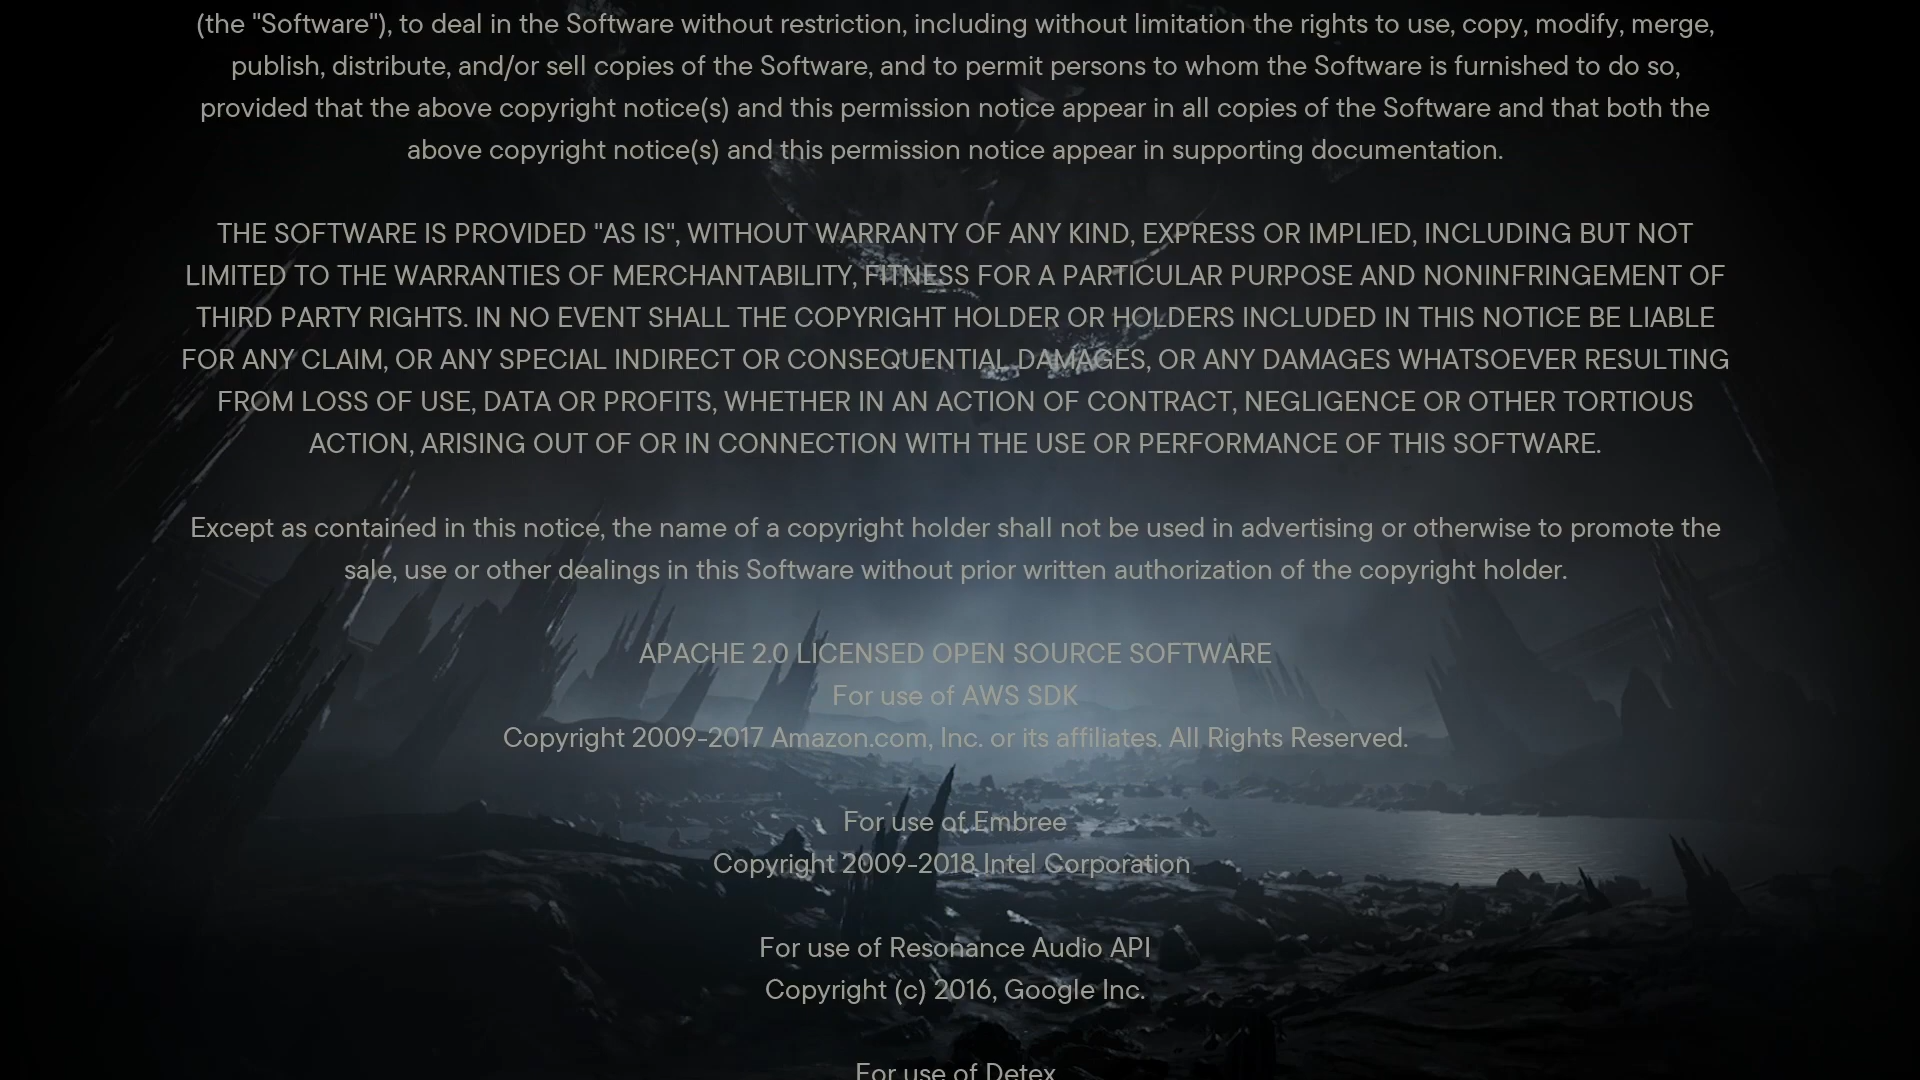 (the "Software"), to deal in the Software without restriction, including without limitation the rights to use, copy, modify, merge,
publish, distribute, and/or sell copies of the Software, and to permit persons to whom the Software is furnished to do so,
provided that the above copyright notice(s) and this permission notice appear in all copies of the Software and that both the
above copyright notice(s) and this permission notice appear in supporting documentation.
THE SOFTWARE IS PROVIDED "AS IS", WITHOUT WARRANTY OF ANY KIND, EXPRESS OR IMPLIED, INCLUDING BUT NOT
LIMITED TO THE WARRANTIES OF MERCHANTABILITY, FITNESS FOR A PARTICULAR PURPOSE AND NONINFRINGEMENT OF
THIRD PARTY RIGHTS. IN NO EVENT SHALL THE COPYRIGHT HOLDER OR HOLDERS INCLUDED IN THIS NOTICE BE LIABLE
FOR ANY CLAIM, OR ANY SPECIAL INDIRECT OR CONSEQUENTIAL DAMAGES, OR ANY DAMAGES WHATSOEVER RESULTING
FROM LOSS OF USE, DATA OR PROFITS, WHETHER IN AN ACTION OF CONTRACT, NEGLIGENCE OR OTHER TORTIOUS
ACTION, ARISING OUT OF OR IN CONNECTION WITH THE USE OR PERFORMANCE OF THIS SOFTWARE.
Except as contained in this notice, the name of a copyright holder shall not be used in advertising or otherwise to promote the
sale, use or other dealings in this Software without prior written authorization of the copyright holder.
APACHE 2.0 LICENSED OPEN SOURCE SOFTWARE
For use of AWS SDK
Copyright 2009-2017 Amazon.com, Inc. or its affiliates. All Rights Reserved.
For use of Embree
Copyright 2009-2018 Intel Corporation
For use of Resonance Audio API
Copyright (c) 2016, Google Inc.
For use of Detex